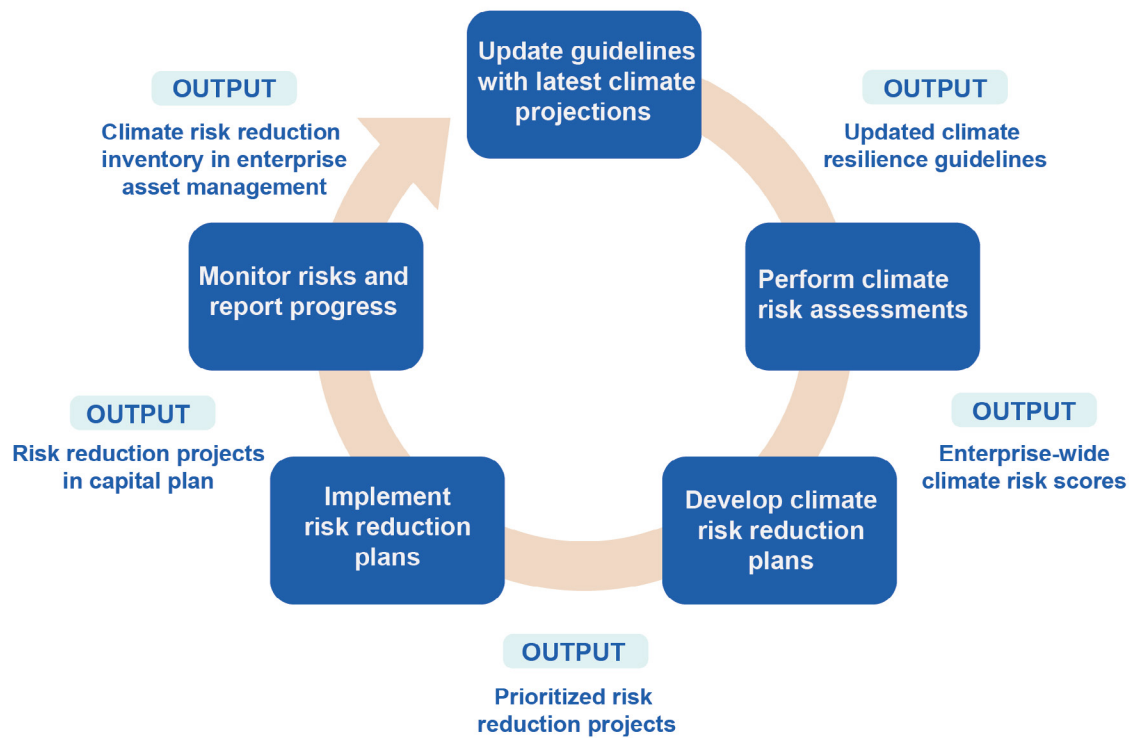 Update guidelines
with latest climate
projections
OUTPUT
Updated climate
resilience guidelines
Perform climate
risk assessments
OUTPUT
Enterprise-wide
climate risk scores
Develop climate
risk reduction
plans
OUTPUT
Prioritized risk
reduction projects
Implement
risk reduction
plans
OUTPUT
Risk reduction projects
in capital plan
Monitor risks and
report progress
OUTPUT
Climate risk reduction
inventory in enterprise
asset management